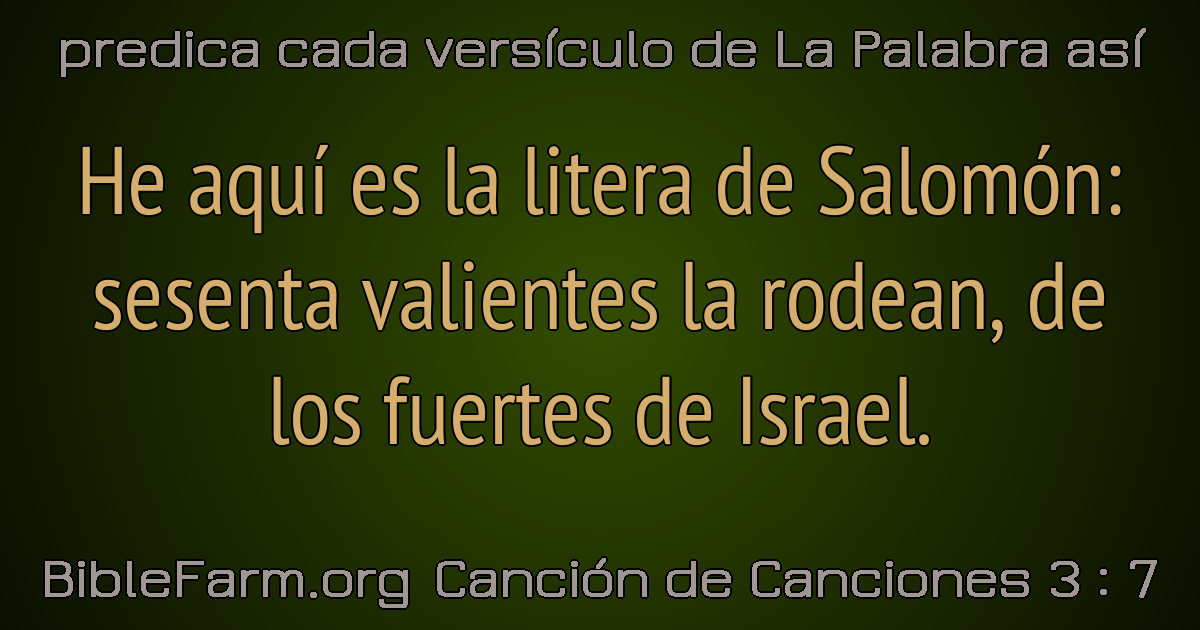 predica cada versículo de La Palabra así
He aquí es la litera de Salomón:
sesenta valientes la rodean, de
los fuertes de Israel.
BibleFarm.org Canción de Canciones 3 : 7